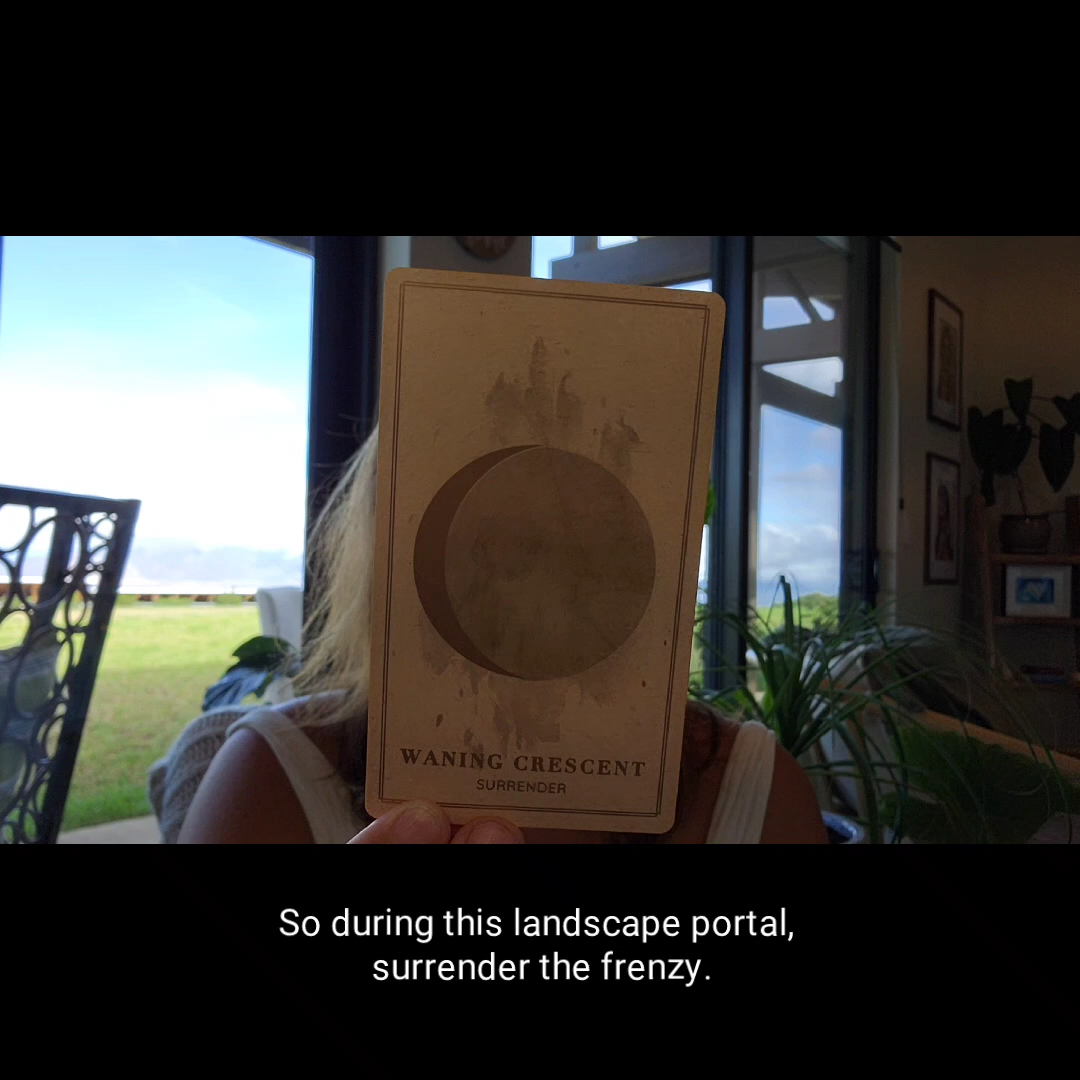 WANING CRESCENT
SURRENDER
So during this landscape portal,
surrender the frenzy.